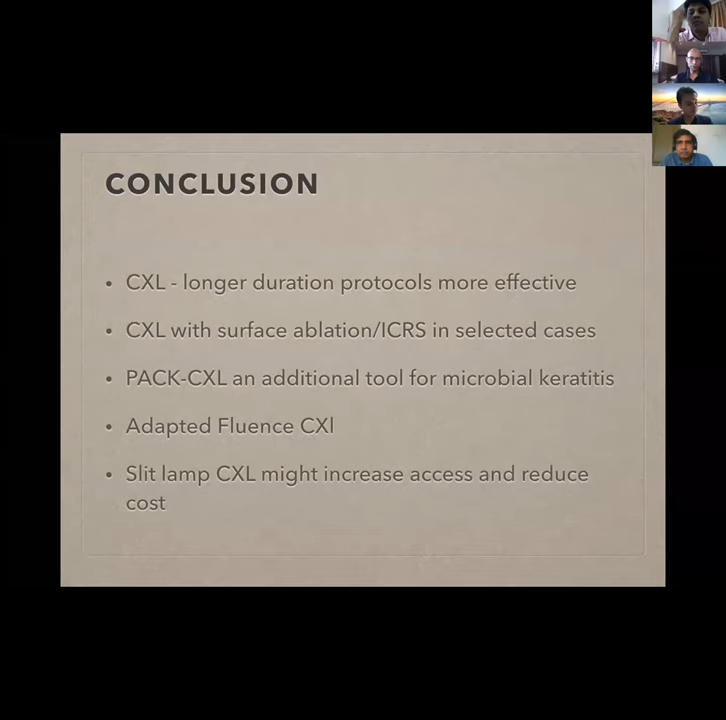 CONCLUSION
• CXL - longer duration protocols more effective
• CXL with surface ablation/ICRS in selected cases
• PACK-CXL an additional tool for microbial keratitis
• Adapted Fluence CXl
• Slit lamp CXL might increase access and reduce
cost